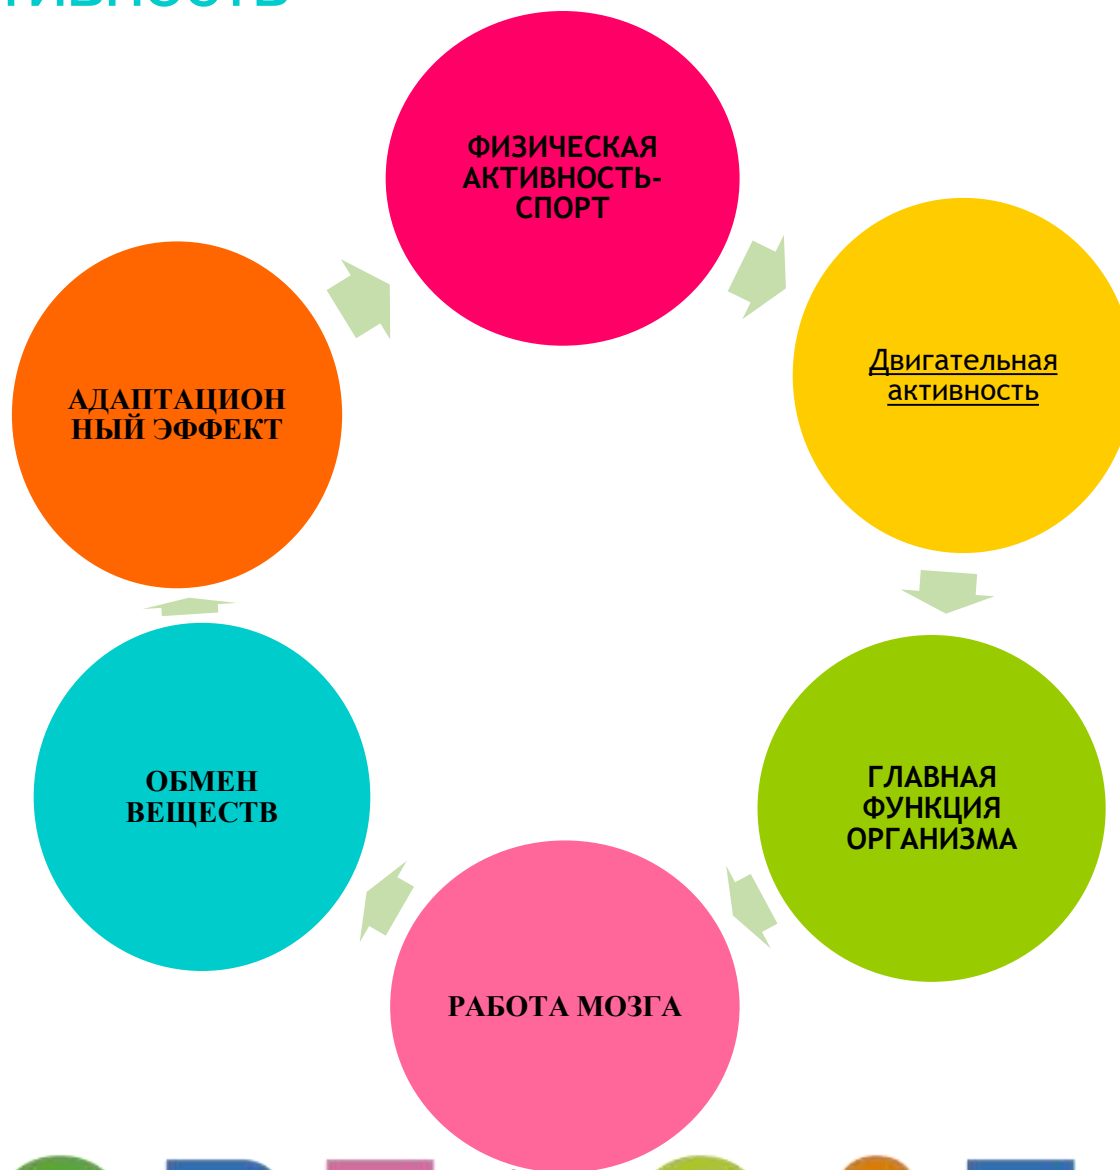 ФИЗИЧЕСКАЯ
АКТИВНОСТЬ-
СПОРТ
Двигательная
активность
ГЛАВНАЯ
ФУНКЦИЯ
ОРГАНИЗМА
РАБОТА МОЗГА
ОБМЕН
ВЕЩЕСТВ
АДАПТАЦИОН
НЫЙ ЭФФЕКТ